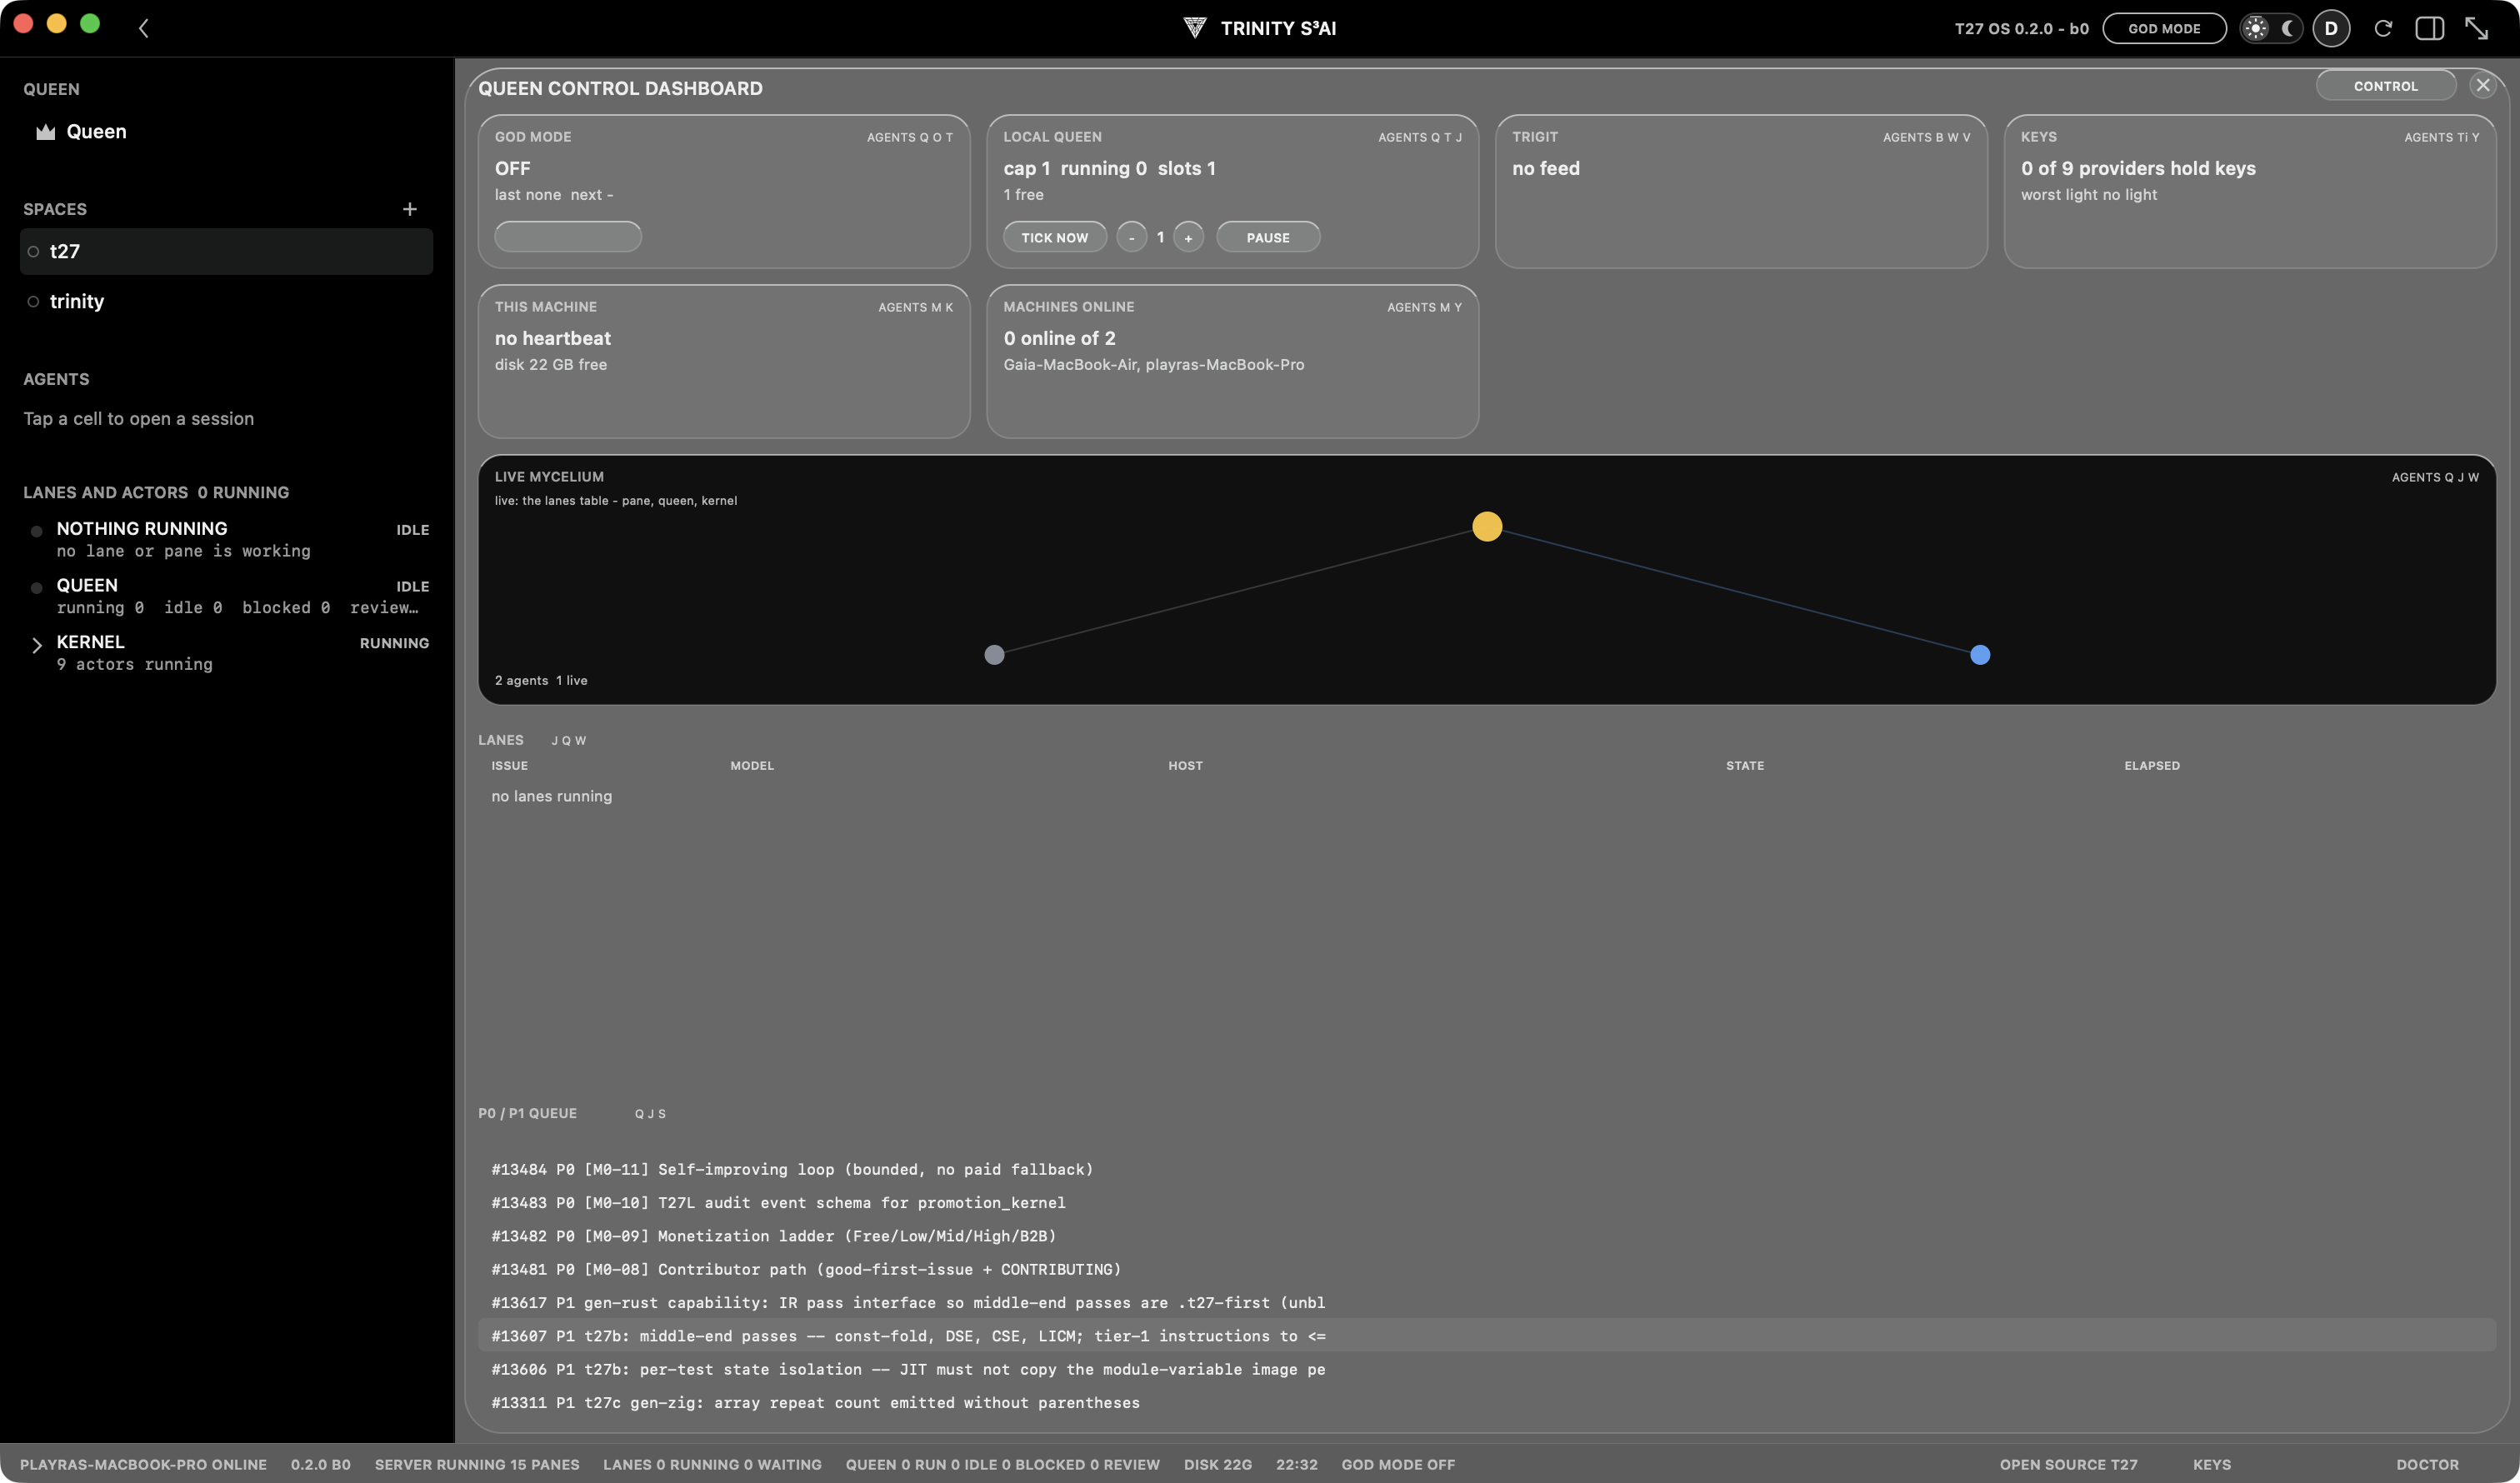 TRINITY S³AI
T27 OS 0.2.0 - b0
GOD MODE
D
QUEEN
Queen
SPACES
+
t27
trinity
AGENTS
Tap a cell to open a session
LANES AND ACTORS 0 RUNNING
NOTHING RUNNING IDLE
no lane or pane is working
QUEEN IDLE
running 0 idle 0 blocked 0 review…
KERNEL RUNNING
9 actors running
QUEEN CONTROL DASHBOARD
CONTROL
GOD MODE AGENTS Q O T
OFF
last none next -
LOCAL QUEEN AGENTS Q T J
cap 1 running 0 slots 1
1 free
TICK NOW - 1 + PAUSE
TRIGIT AGENTS B W V
no feed
KEYS AGENTS Ti Y
0 of 9 providers hold keys
worst light no light
THIS MACHINE AGENTS M K
no heartbeat
disk 22 GB free
MACHINES ONLINE AGENTS M Y
0 online of 2
Gaia-MacBook-Air, playras-MacBook-Pro
LIVE MYCELIUM AGENTS Q J W
live: the lanes table - pane, queen, kernel
2 agents 1 live
LANES J Q W
ISSUE MODEL HOST STATE ELAPSED
no lanes running
P0 / P1 QUEUE Q J S
#13484 P0 [M0-11] Self-improving loop (bounded, no paid fallback)
#13483 P0 [M0-10] T27L audit event schema for promotion_kernel
#13482 P0 [M0-09] Monetization ladder (Free/Low/Mid/High/B2B)
#13481 P0 [M0-08] Contributor path (good-first-issue + CONTRIBUTING)
#13617 P1 gen-rust capability: IR pass interface so middle-end passes are .t27-first (unbl
#13607 P1 t27b: middle-end passes -- const-fold, DSE, CSE, LICM; tier-1 instructions to <=
#13606 P1 t27b: per-test state isolation -- JIT must not copy the module-variable image pe
#13311 P1 t27c gen-zig: array repeat count emitted without parentheses
PLAYRAS-MACBOOK-PRO ONLINE 0.2.0 B0 SERVER RUNNING 15 PANES LANES 0 RUNNING 0 WAITING QUEEN 0 RUN 0 IDLE 0 BLOCKED 0 REVIEW DISK 22G 22:32 GOD MODE OFF OPEN SOURCE T27 KEYS DOCTOR